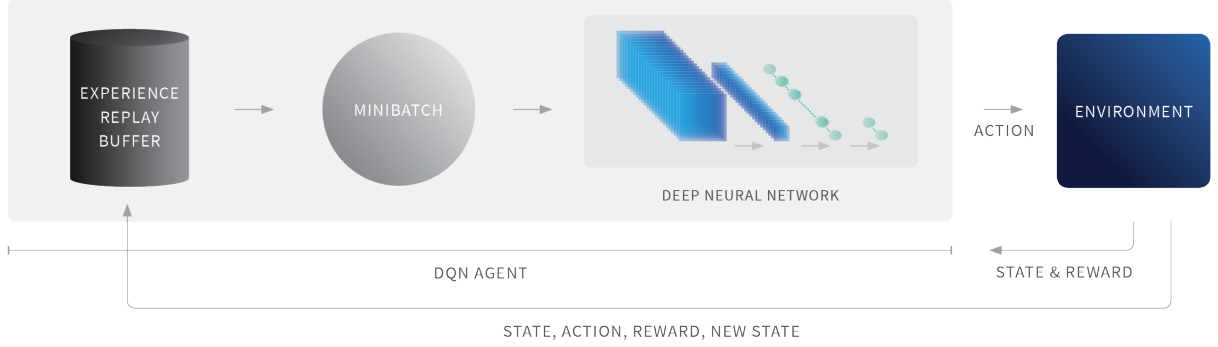 EXPERIENCE
REPLAY
BUFFER
MINIBATCH
DEEP NEURAL NETWORK
ACTION
ENVIRONMENT
DQN AGENT
STATE & REWARD
STATE, ACTION, REWARD, NEW STATE